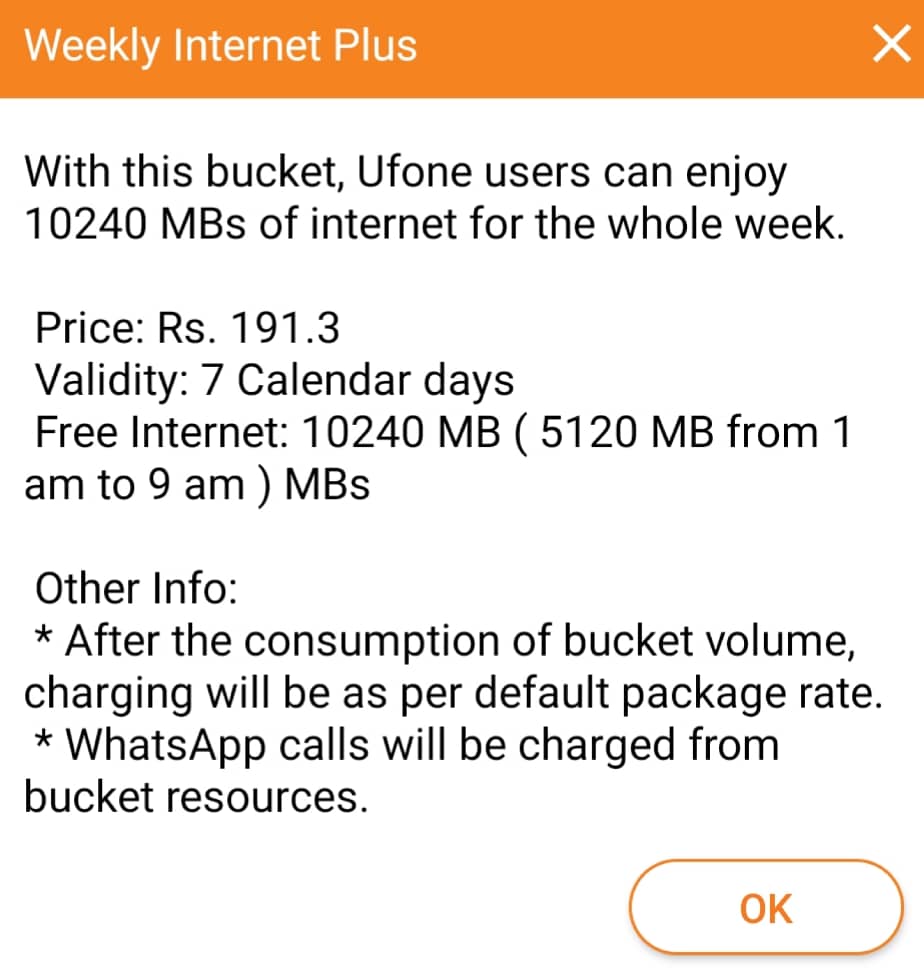 Weekly Internet Plus
With this bucket, Ufone users can enjoy
10240 MBs of internet for the whole week.
Price: Rs. 191.3
Validity: 7 Calendar days
Free Internet: 10240 MB ( 5120 MB from 1
am to 9 am ) MBs
Other Info:
* After the consumption of bucket volume,
charging will be as per default package rate.
* WhatsApp calls will be charged from
bucket resources.
OK